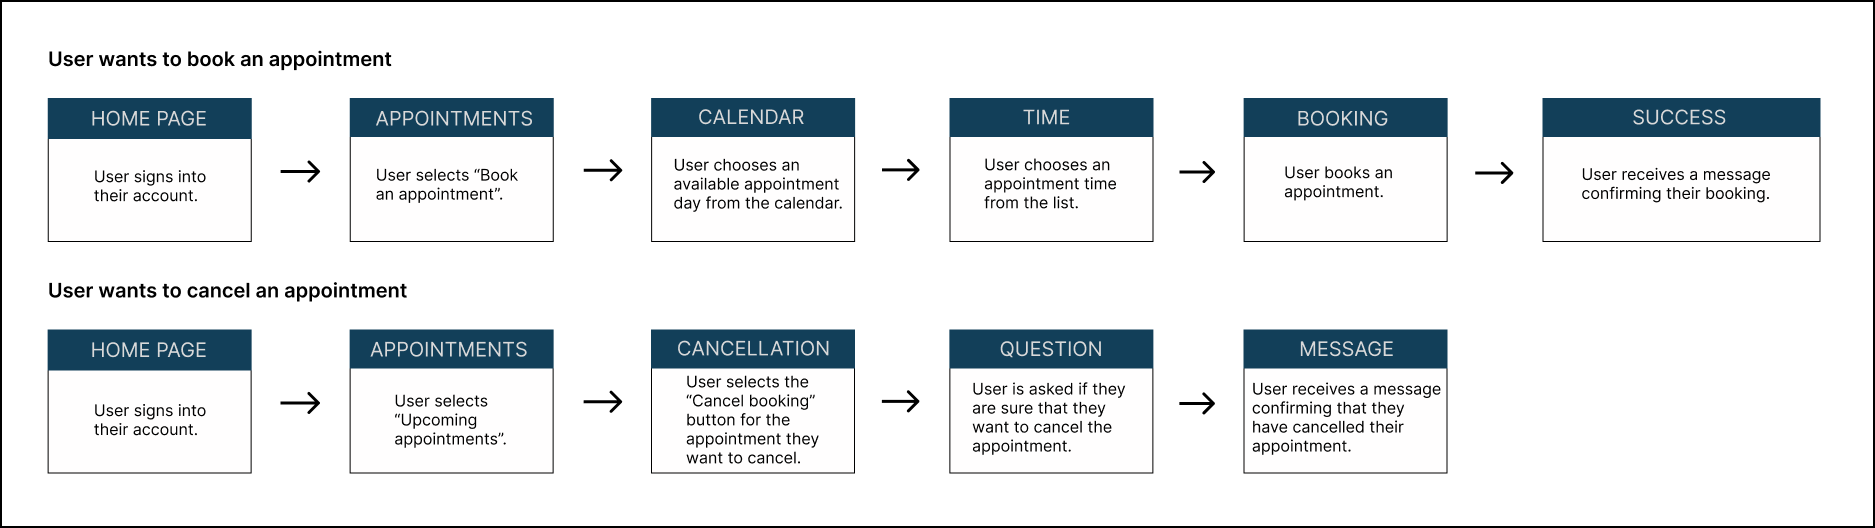 User wants to book an appointment
HOME PAGE
User signs into
their account.
APPOINTMENTS
User selects “Book
an appointment”.
CALENDAR
User chooses an
available appointment
day from the calendar.
TIME
User chooses an
appointment time
from the list.
BOOKING
User books an
appointment.
SUCCESS
User receives a message
confirming their booking.
User wants to cancel an appointment
HOME PAGE
User signs into
their account.
APPOINTMENTS
User selects
“Upcoming
appointments”.
CANCELLATION
User selects the
“Cancel booking”
button for the
appointment they
want to cancel.
QUESTION
User is asked if they
are sure that they
want to cancel the
appointment.
MESSAGE
User receives a message
confirming that they
have cancelled their
appointment.